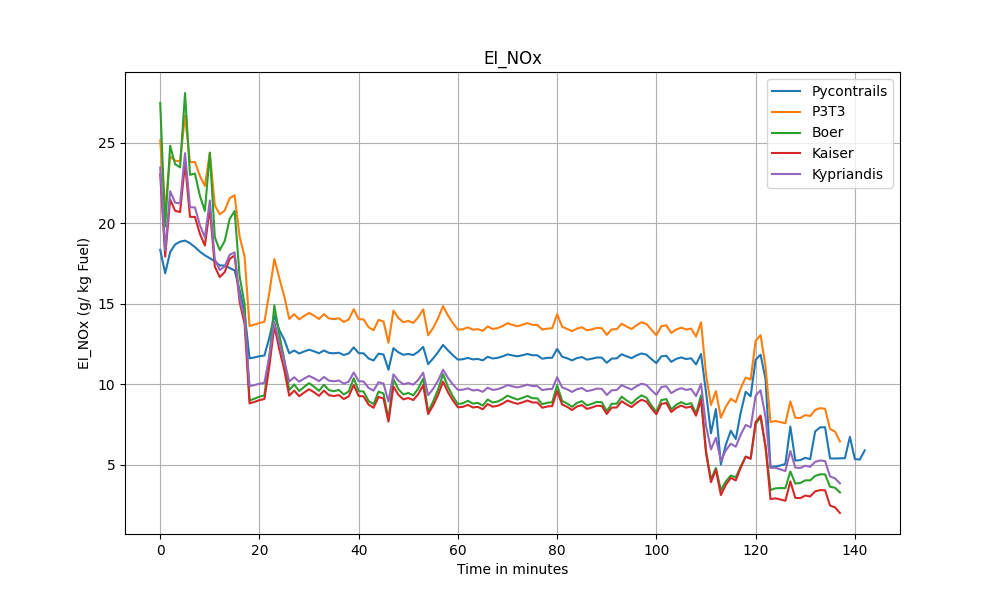 EI_NOx
Pycontrails
P3T3
Boer
Kaiser
Kypriandis
EI_NOx (g/ kg Fuel)
25
20
15
10
5
0 20 40 60 80 100 120 140
Time in minutes